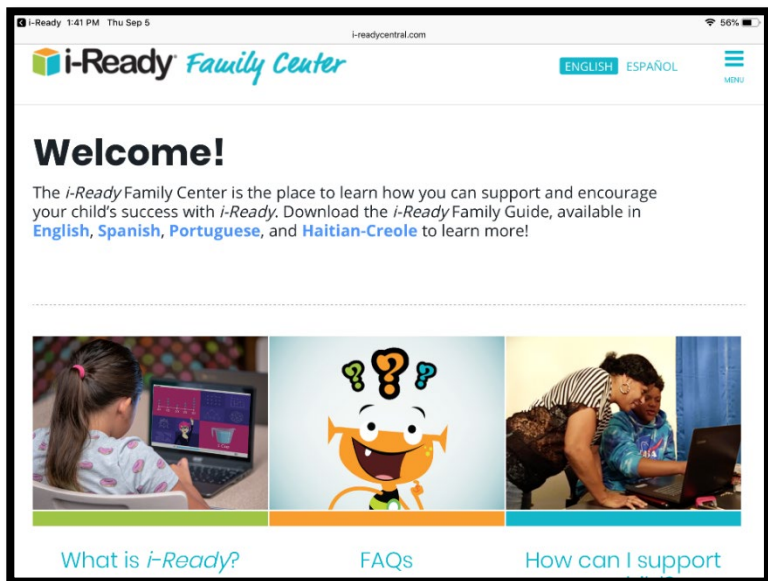 i-Ready 1:41 PM Thu Sep 5
i-readycentral.com
56%
i-Ready Family Center
ENGLISH ESPAÑOL
MENU
Welcome!
The i-Ready Family Center is the place to learn how you can support and encourage
your child's success with i-Ready. Download the i-Ready Family Guide, available in
English, Spanish, Portuguese, and Haitian-Creole to learn more!
???
What is i-Ready?
FAQs
How can I support